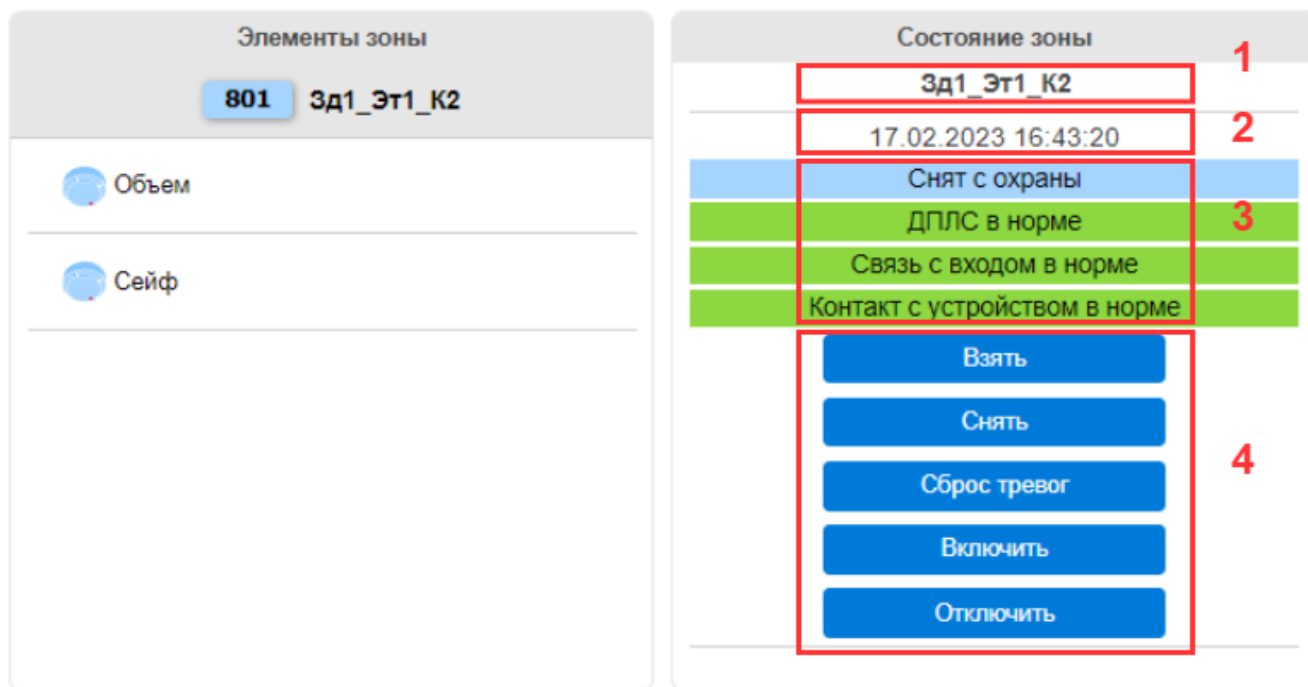 Элементы зоны
801 Зд1_Эт1_К2
Объем
Сейф
Состояние зоны
1
Зд1_Эт1_К2
17.02.2023 16:43:20
2
Снят с охраны
ДПЛС в норме
3
Связь с входом в норме
Контакт с устройством в норме
Взять
Снять
4
Сброс тревог
Включить
Отключить